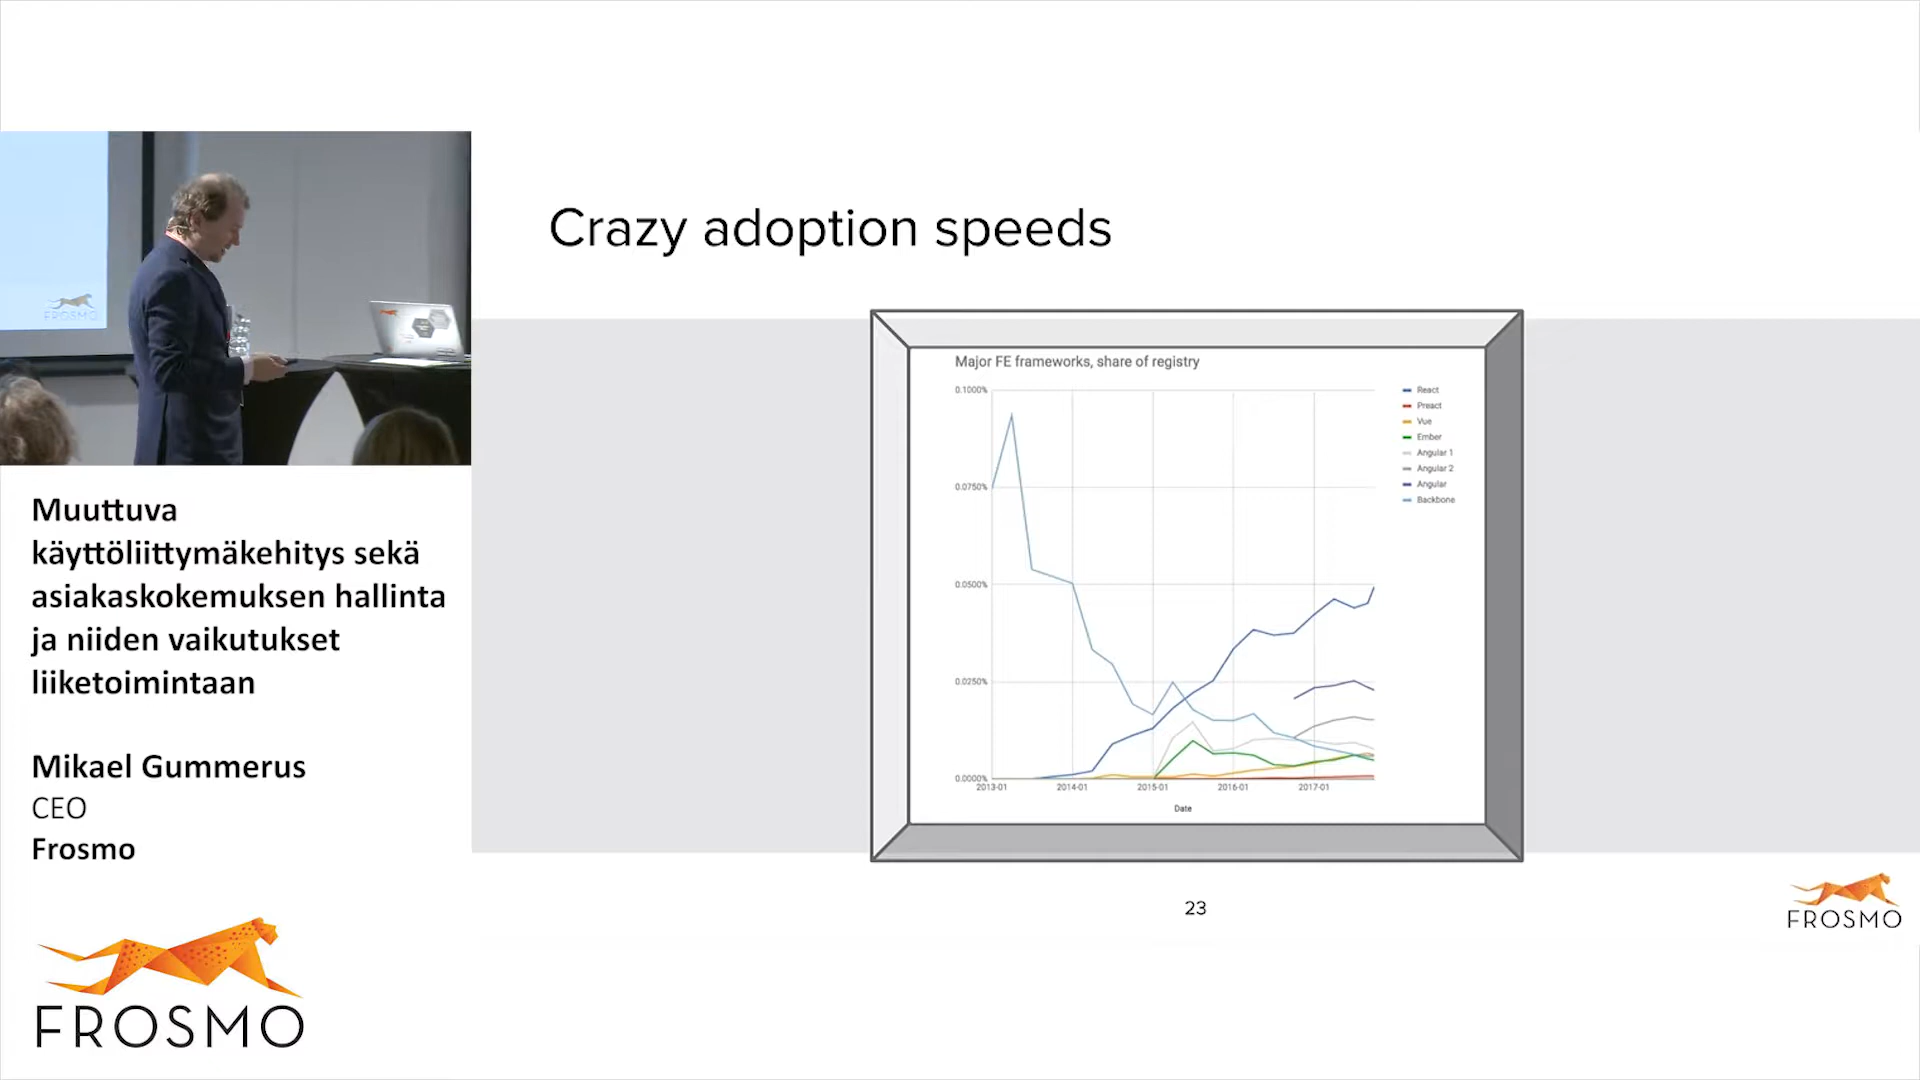 FROSMO
Muuttuva
käyttöliittymäkehitys sekä
asiakaskokemuksen hallinta
ja niiden vaikutukset
liiketoimintaan
Mikael Gummerus
CEO
Frosmo
FROSMO
Crazy adoption speeds
Major FE frameworks, share of registry
0.1000%
0.0750%
0.0500%
0.0250%
0.0000%
2013-01 2014-01 2015-01 2016-01 2017-01
Date
React
Preact
Vue
Ember
Angular 1
Angular 2
Angular
Backbone
23
FROSMO